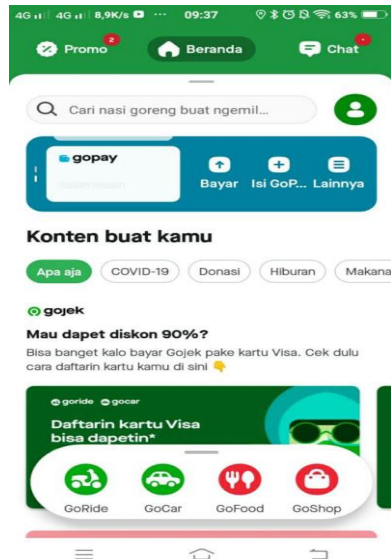 4G 4G 8,9K/s ··· 09:37 63%
Promo 2
Beranda
Chat
Cari nasi goreng buat ngemil...
gopay
Bayar Isi GoP... Lainnya
Konten buat kamu
Apa aja COVID-19 Donasi Hiburan Makana
gojek
Mau dapet diskon 90%?
Bisa banget kalo bayar Gojek pake kartu Visa. Cek dulu
cara daftarin kartu kamu di sini 👇
goride gocar
Daftarin kartu Visa
bisa dapetin*
GoRide GoCar GoFood GoShop